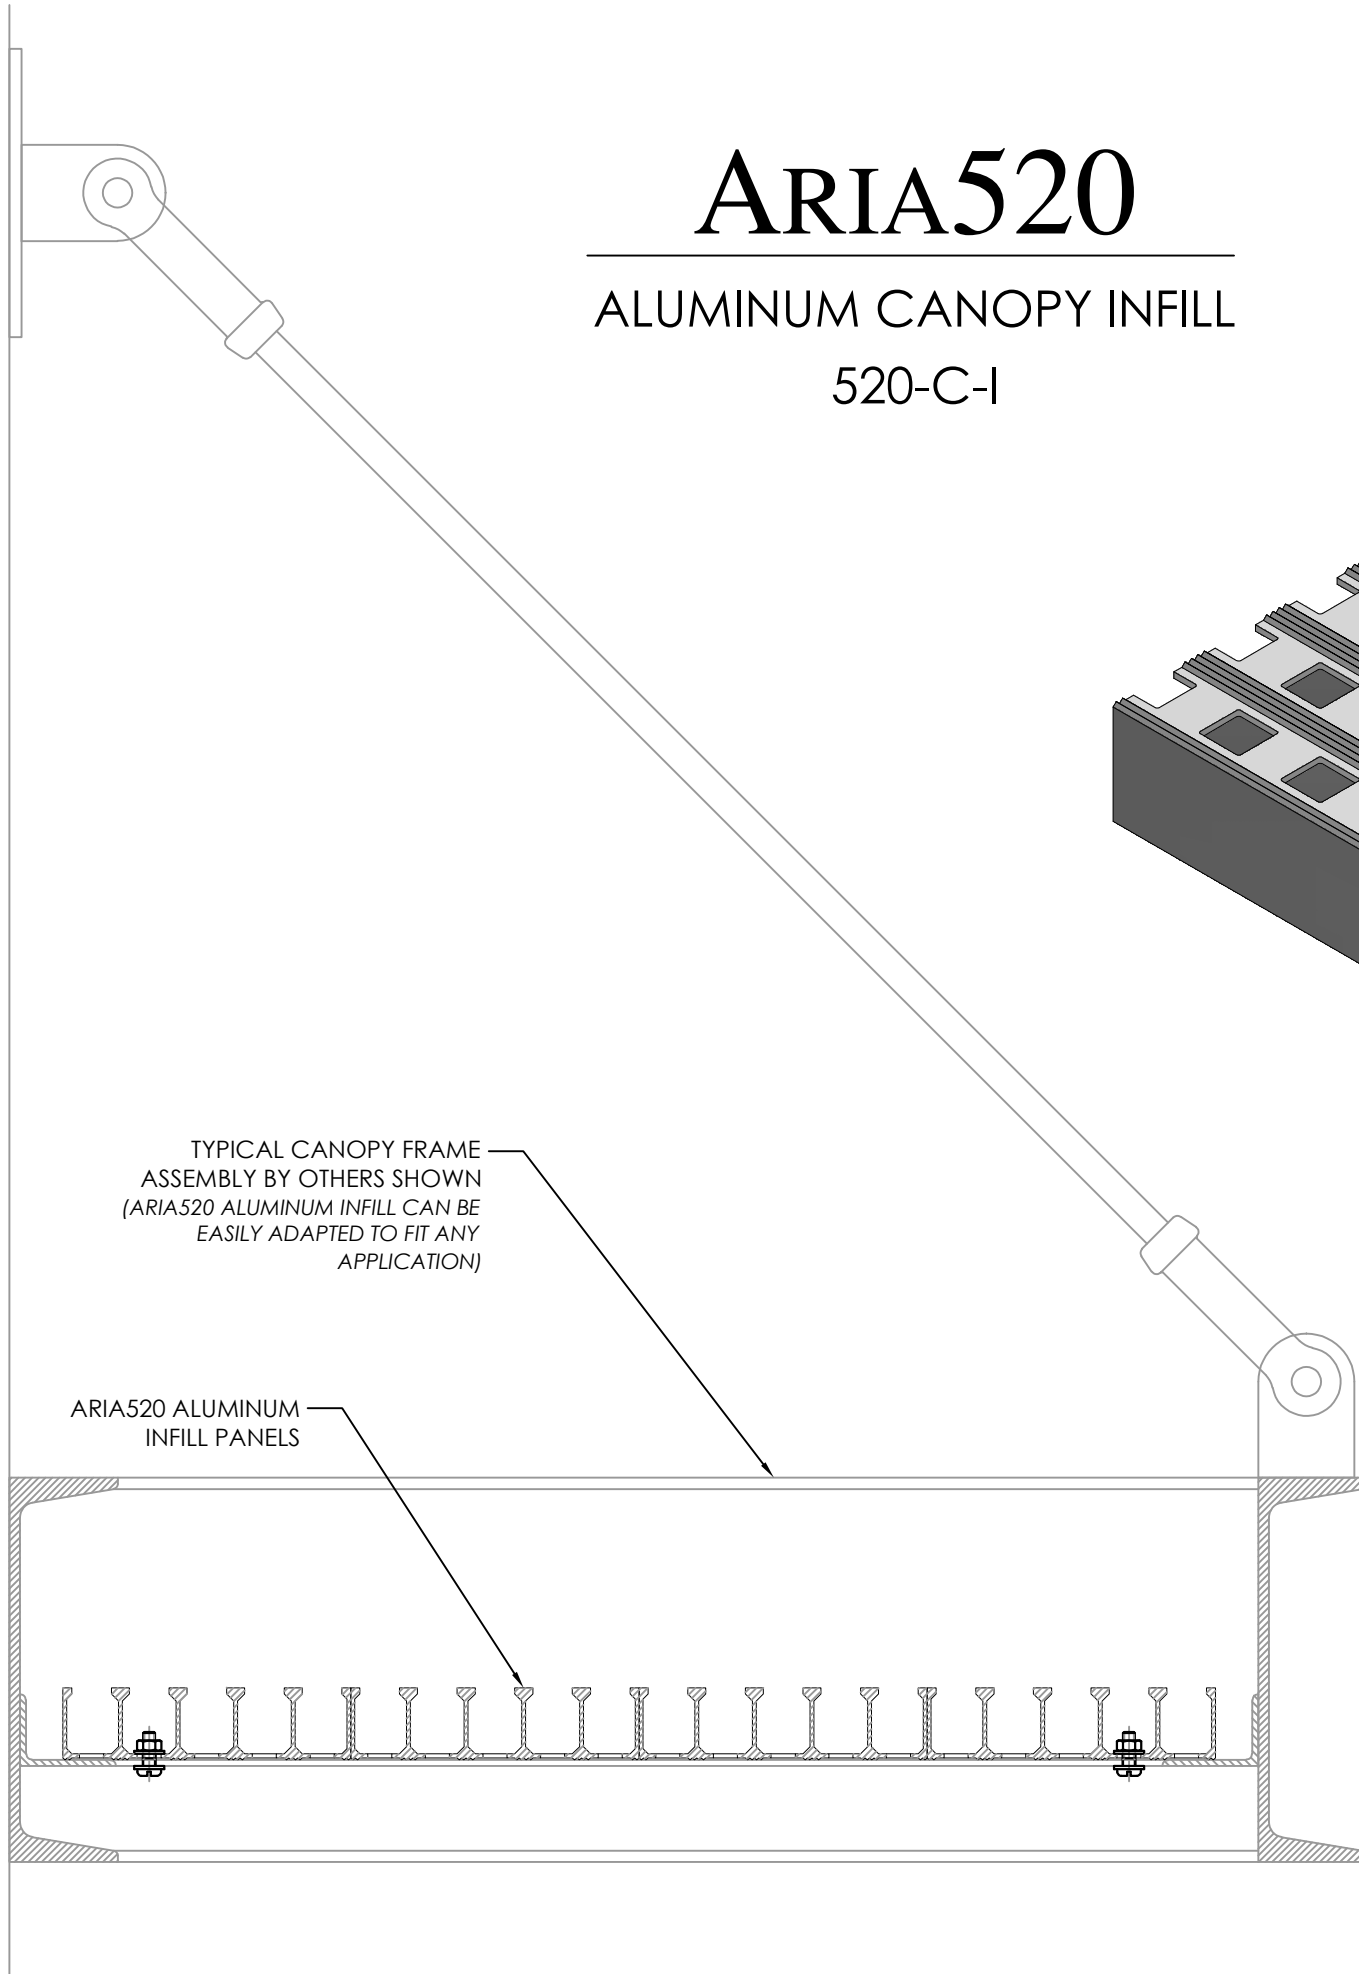 ARIA520
ALUMINUM CANOPY INFILL
520-C-I
TYPICAL CANOPY FRAME
ASSEMBLY BY OTHERS SHOWN
(ARIA520 ALUMINUM INFILL CAN BE
EASILY ADAPTED TO FIT ANY
APPLICATION)
ARIA520 ALUMINUM
INFILL PANELS